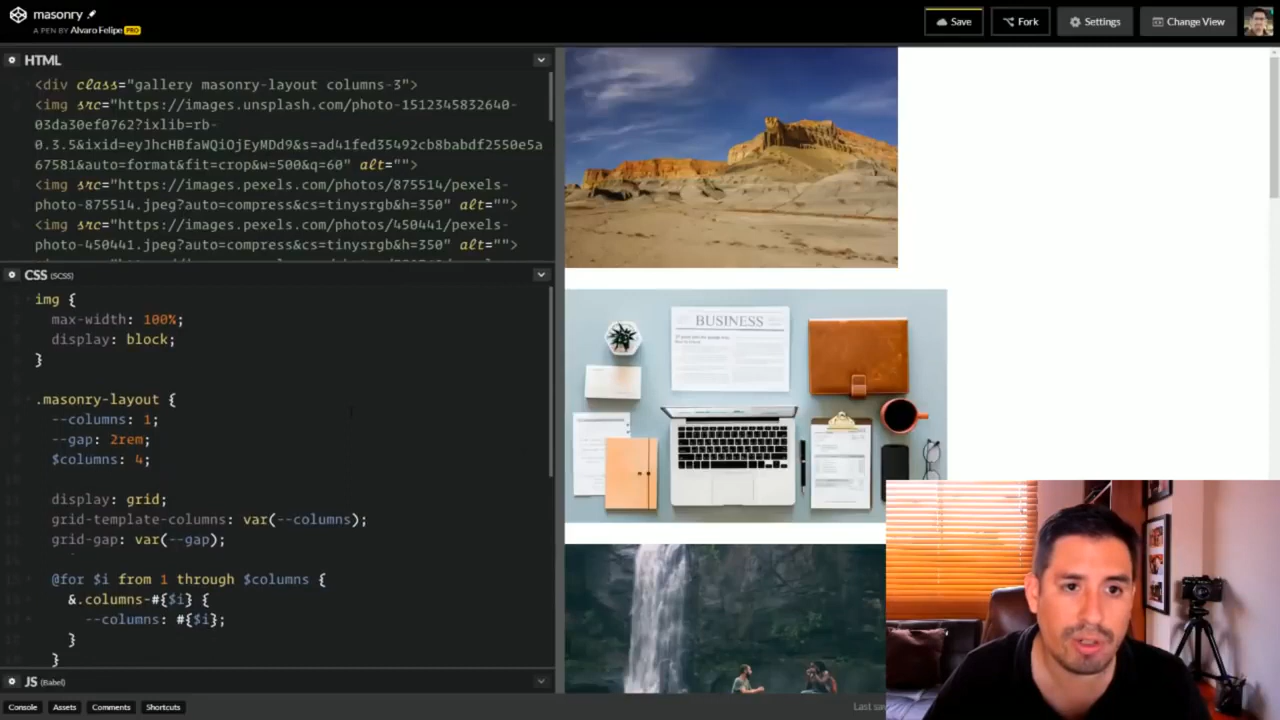 masonry
A PEN BY Alvaro Felipe PRO
Save
Fork
Settings
Change View
HTML
<div class="gallery masonry-layout columns-3">
<img src="https://images.unsplash.com/photo-1512345832640-
03da30ef0762?ixlib=rb-
0.3.5&ixid=eyJhcHBfaWQiOjEyMDd9&s=ad41fed35492cb8babdf2550e5a
67581&auto=format&fit=crop&w=500&q=60" alt="">
<img src="https://images.pexels.com/photos/875514/pexels-
photo-875514.jpeg?auto=compress&cs=tinysrgb&h=350" alt="">
<img src="https://images.pexels.com/photos/450441/pexels-
photo-450441.jpeg?auto=compress&cs=tinysrgb&h=350" alt="">
CSS (SCSS)
img {
max-width: 100%;
display: block;
}
.masonry-layout {
--columns: 1;
--gap: 2rem;
$columns: 4;
display: grid;
grid-template-columns: var(--columns);
grid-gap: var(--gap);
@for $i from 1 through $columns {
&.columns-#{$i} {
--columns: #{$i};
}
}
JS (Babel)
Console
Assets
Comments
Shortcuts
BUSINESS
Last